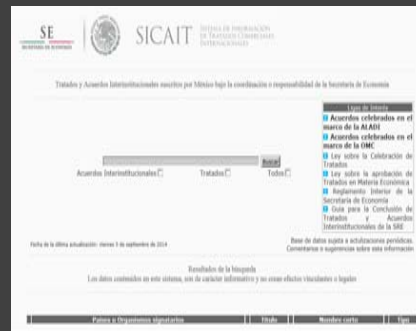 SE
SECRETARÍA DE ECONOMÍA
SICAIT
SISTEMA DE INFORMACIÓN
DE TRATADOS COMERCIALES
INTERNACIONALES
Tratados y Acuerdos Interinstitucionales suscritos por México bajo la coordinación o responsabilidad de la Secretaría de Economía
Buscar
Acuerdos Interinstitucionales
Tratados
Todos
Ligas de Interés
Acuerdos celebrados en el
marco de la ALADI
Acuerdos celebrados en el
marco de la OMC
Ley sobre la Celebración de
Tratados
Ley sobre la aprobación de
Tratados en Materia Económica
Reglamento Interior de la
Secretaría de Economía
Guía para la Conclusión de
Tratados y Acuerdos
Interinstitucionales de la SRE
Fecha de la última actualización: viernes 5 de septiembre de 2014
Base de datos sujeta a actulizaciones periódicas.
Comentarios o sugerencias sobre esta información
Resultados de la búsqueda
Los datos contenidos en este sistema, son de carácter informativo y no crean efectos vinculantes o legales
Países u Organismos signatarios
Título
Nombre corto
Tipo